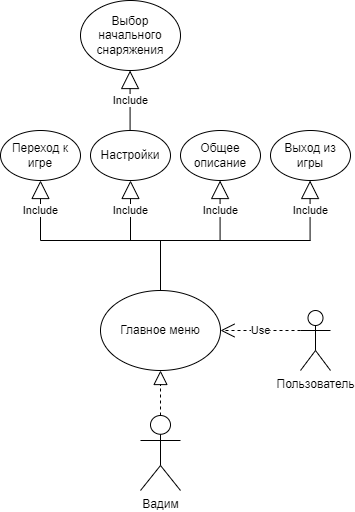 Выбор
начального
снаряжения
Include
Переход к
игре
Настройки
Общее
описание
Выход из
игры
Include
Include
Include
Include
Главное меню
Use
Пользователь
Вадим